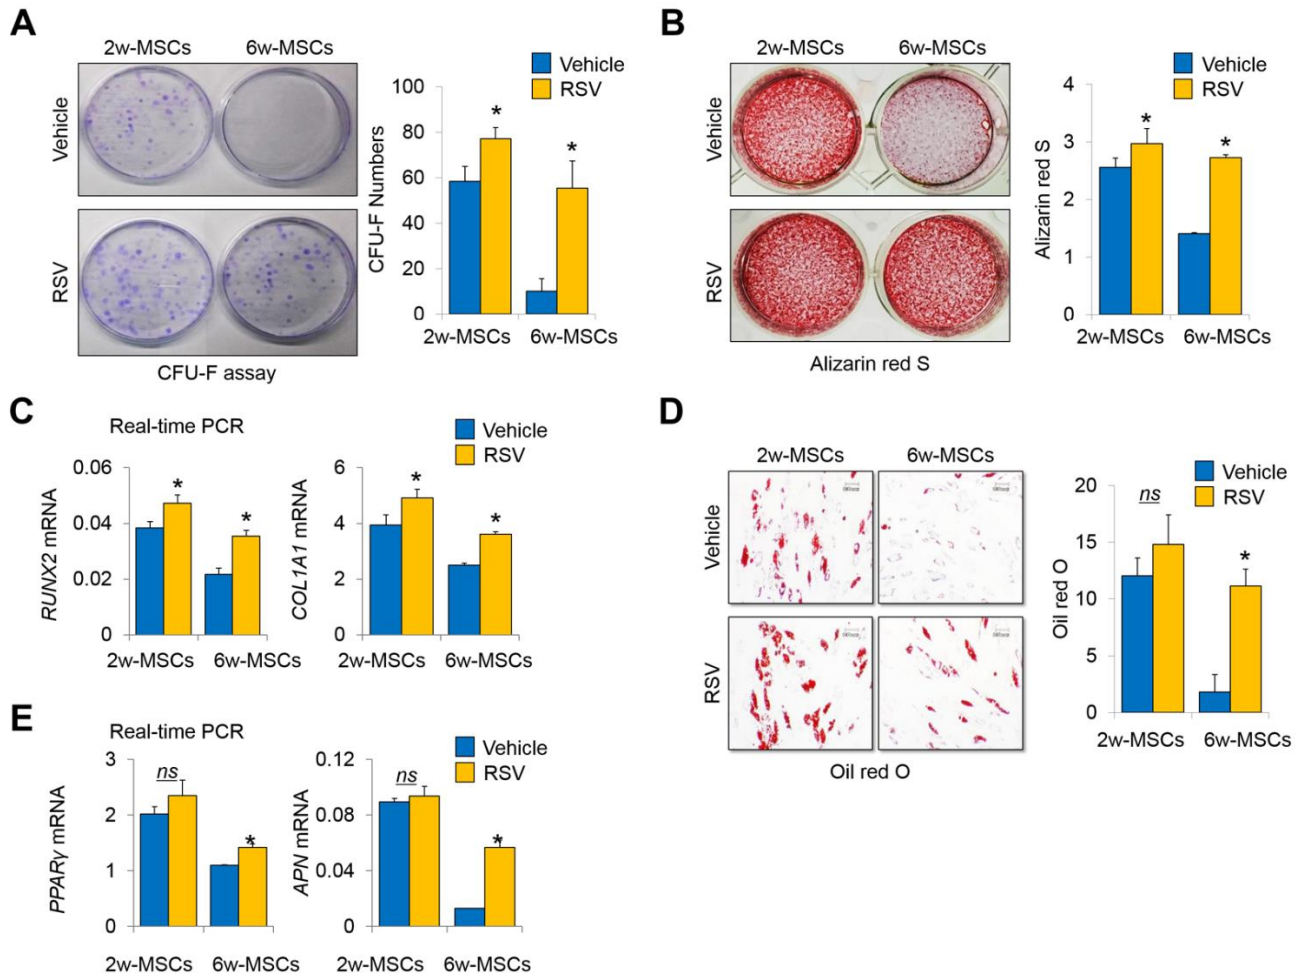 A
2w-MSCs 6w-MSCs
Vehicle
RSV
CFU-F assay
Vehicle
RSV
CFU-F Numbers
100
80
60
40
20
0
*
*
2w-MSCs 6w-MSCs
B
2w-MSCs 6w-MSCs
Vehicle
RSV
Alizarin red S
Vehicle
RSV
Alizarin red S
4
3
2
1
0
*
*
2w-MSCs 6w-MSCs
C
Real-time PCR
Vehicle
RSV
RUNX2 mRNA
0.06
0.04
0.02
0
*
*
2w-MSCs 6w-MSCs
COL1A1 mRNA
6
4
2
0
*
*
2w-MSCs 6w-MSCs
D
2w-MSCs 6w-MSCs
Vehicle
RSV
Oil red O
Vehicle
RSV
Oil red O
20
15
10
5
0
ns
*
2w-MSCs 6w-MSCs
E
Real-time PCR
Vehicle
RSV
PPARγ mRNA
3
2
1
0
ns
*
2w-MSCs 6w-MSCs
APN mRNA
0.12
0.08
0.04
0
ns
*
2w-MSCs 6w-MSCs